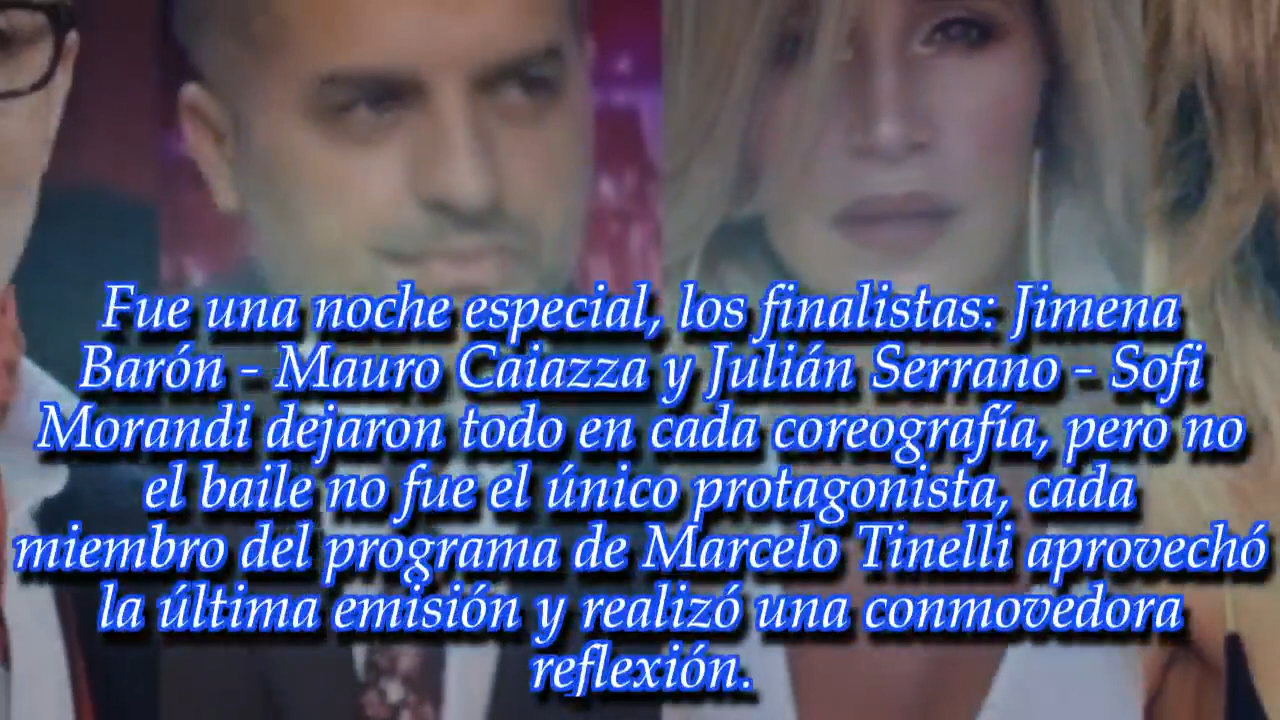 Fue una noche especial, los finalistas: Jimena
Barón - Mauro Caiazza y Julián Serrano - Sofi
Morandi dejaron todo en cada coreografía, pero no
el baile no fue el único protagonista, cada
miembro del programa de Marcelo Tinelli aprovechó
la última emisión y realizó una conmovedora
reflexión.